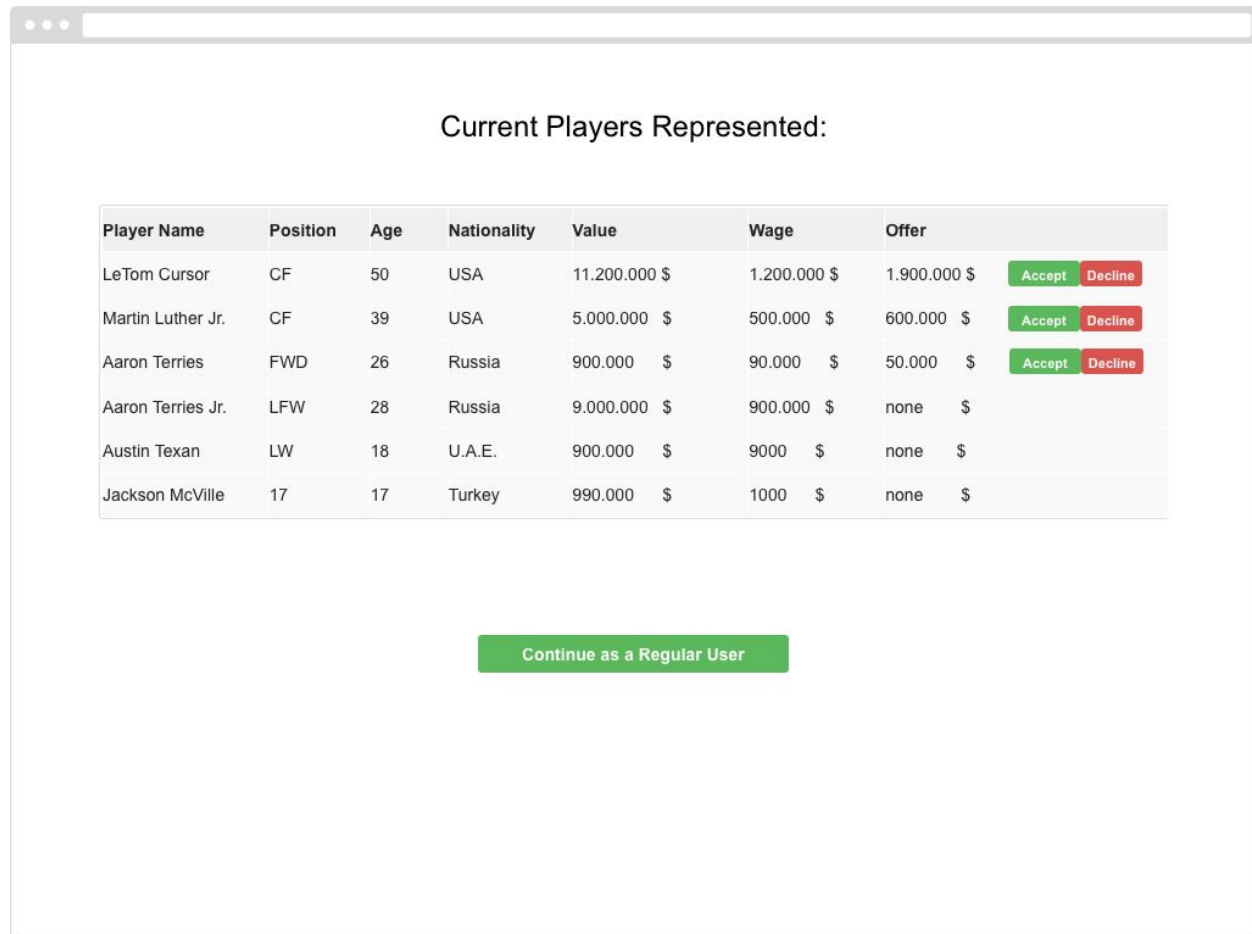 Current Players Represented:
Player Name Position Age Nationality Value Wage Offer
LeTom Cursor CF 50 USA 11.200.000 $ 1.200.000 $ 1.900.000 $ Accept Decline
Martin Luther Jr. CF 39 USA 5.000.000 $ 500.000 $ 600.000 $ Accept Decline
Aaron Terries FWD 26 Russia 900.000 $ 90.000 $ 50.000 $ Accept Decline
Aaron Terries Jr. LFW 28 Russia 9.000.000 $ 900.000 $ none $
Austin Texan LW 18 U.A.E. 900.000 $ 9000 $ none $
Jackson McVille 17 17 Turkey 990.000 $ 1000 $ none $
Continue as a Regular User